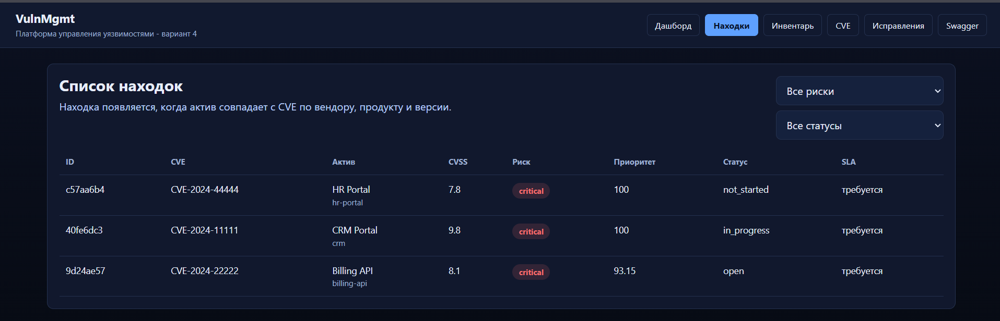 VulnMgmt
Платформа управления уязвимостями - вариант 4
Дашборд Находки Инвентарь CVE Исправления Swagger
Список находок
Находка появляется, когда актив совпадает с CVE по вендору, продукту и версии.
Все риски
Все статусы
ID CVE Актив CVSS Риск Приоритет Статус SLA
c57aa6b4 CVE-2024-44444 HR Portal 7.8 critical 100 not_started требуется
hr-portal
40fe6dc3 CVE-2024-11111 CRM Portal 9.8 critical 100 in_progress требуется
crm
9d24ae57 CVE-2024-22222 Billing API 8.1 critical 93.15 open требуется
billing-api